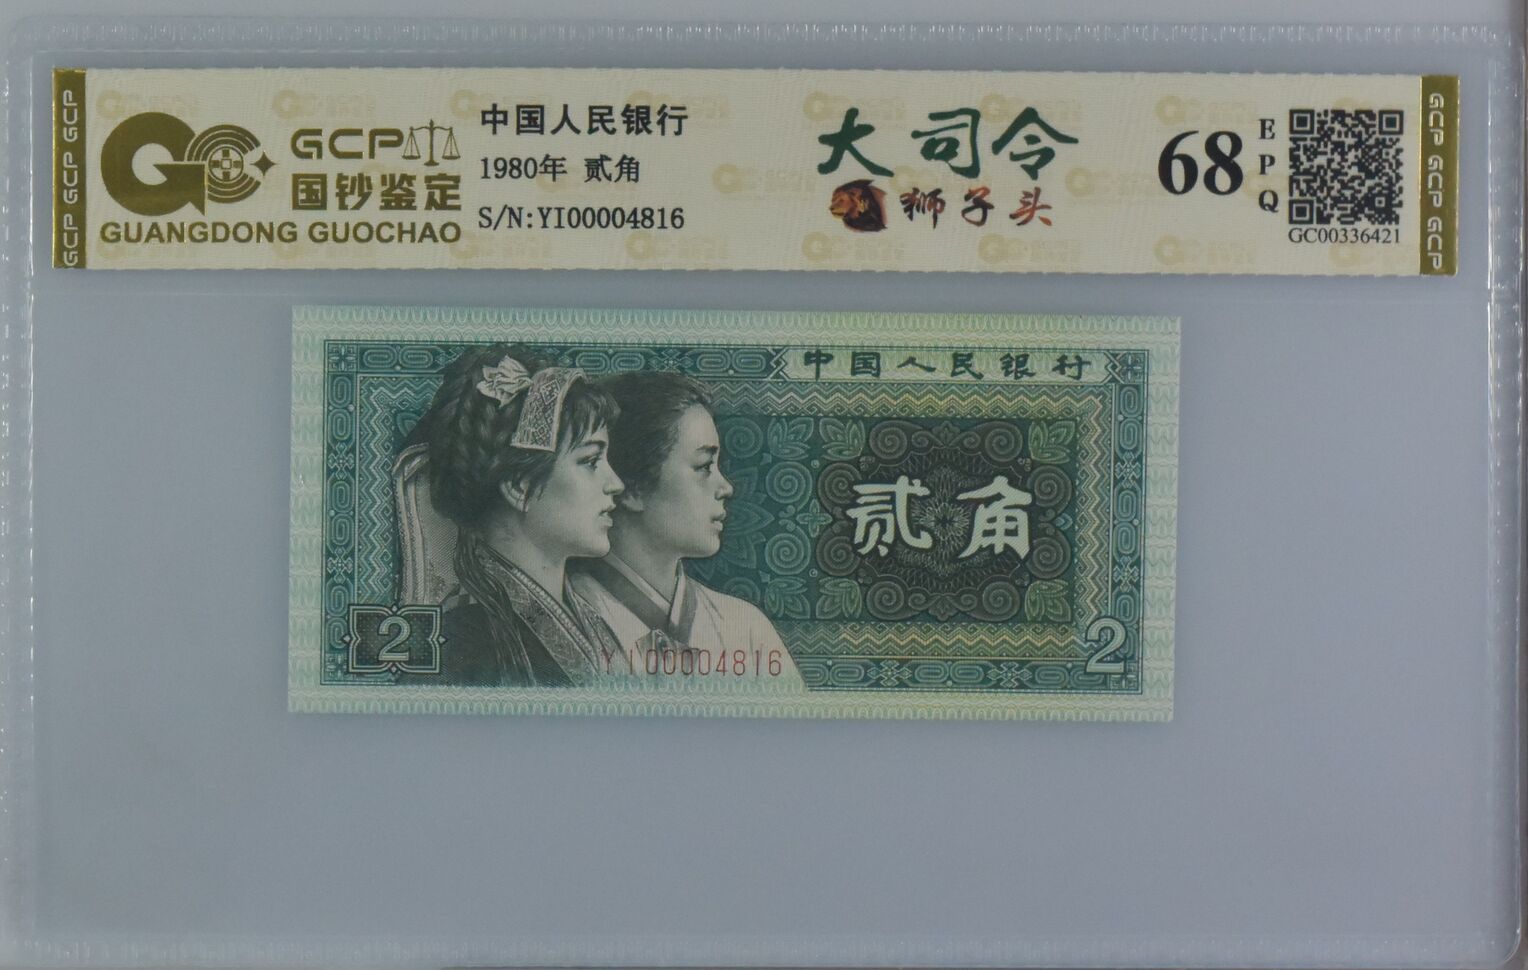 GCP GCP GCP
GCP
国钞鉴定
GUANGDONG GUOCHAO
中国人民银行
1980年 贰角
S/N:YI00004816
大司令
狮子头
68
EPQ
GC00336421
GCP GCP GCP
中国人民银行
贰角
2
YI00004816
2